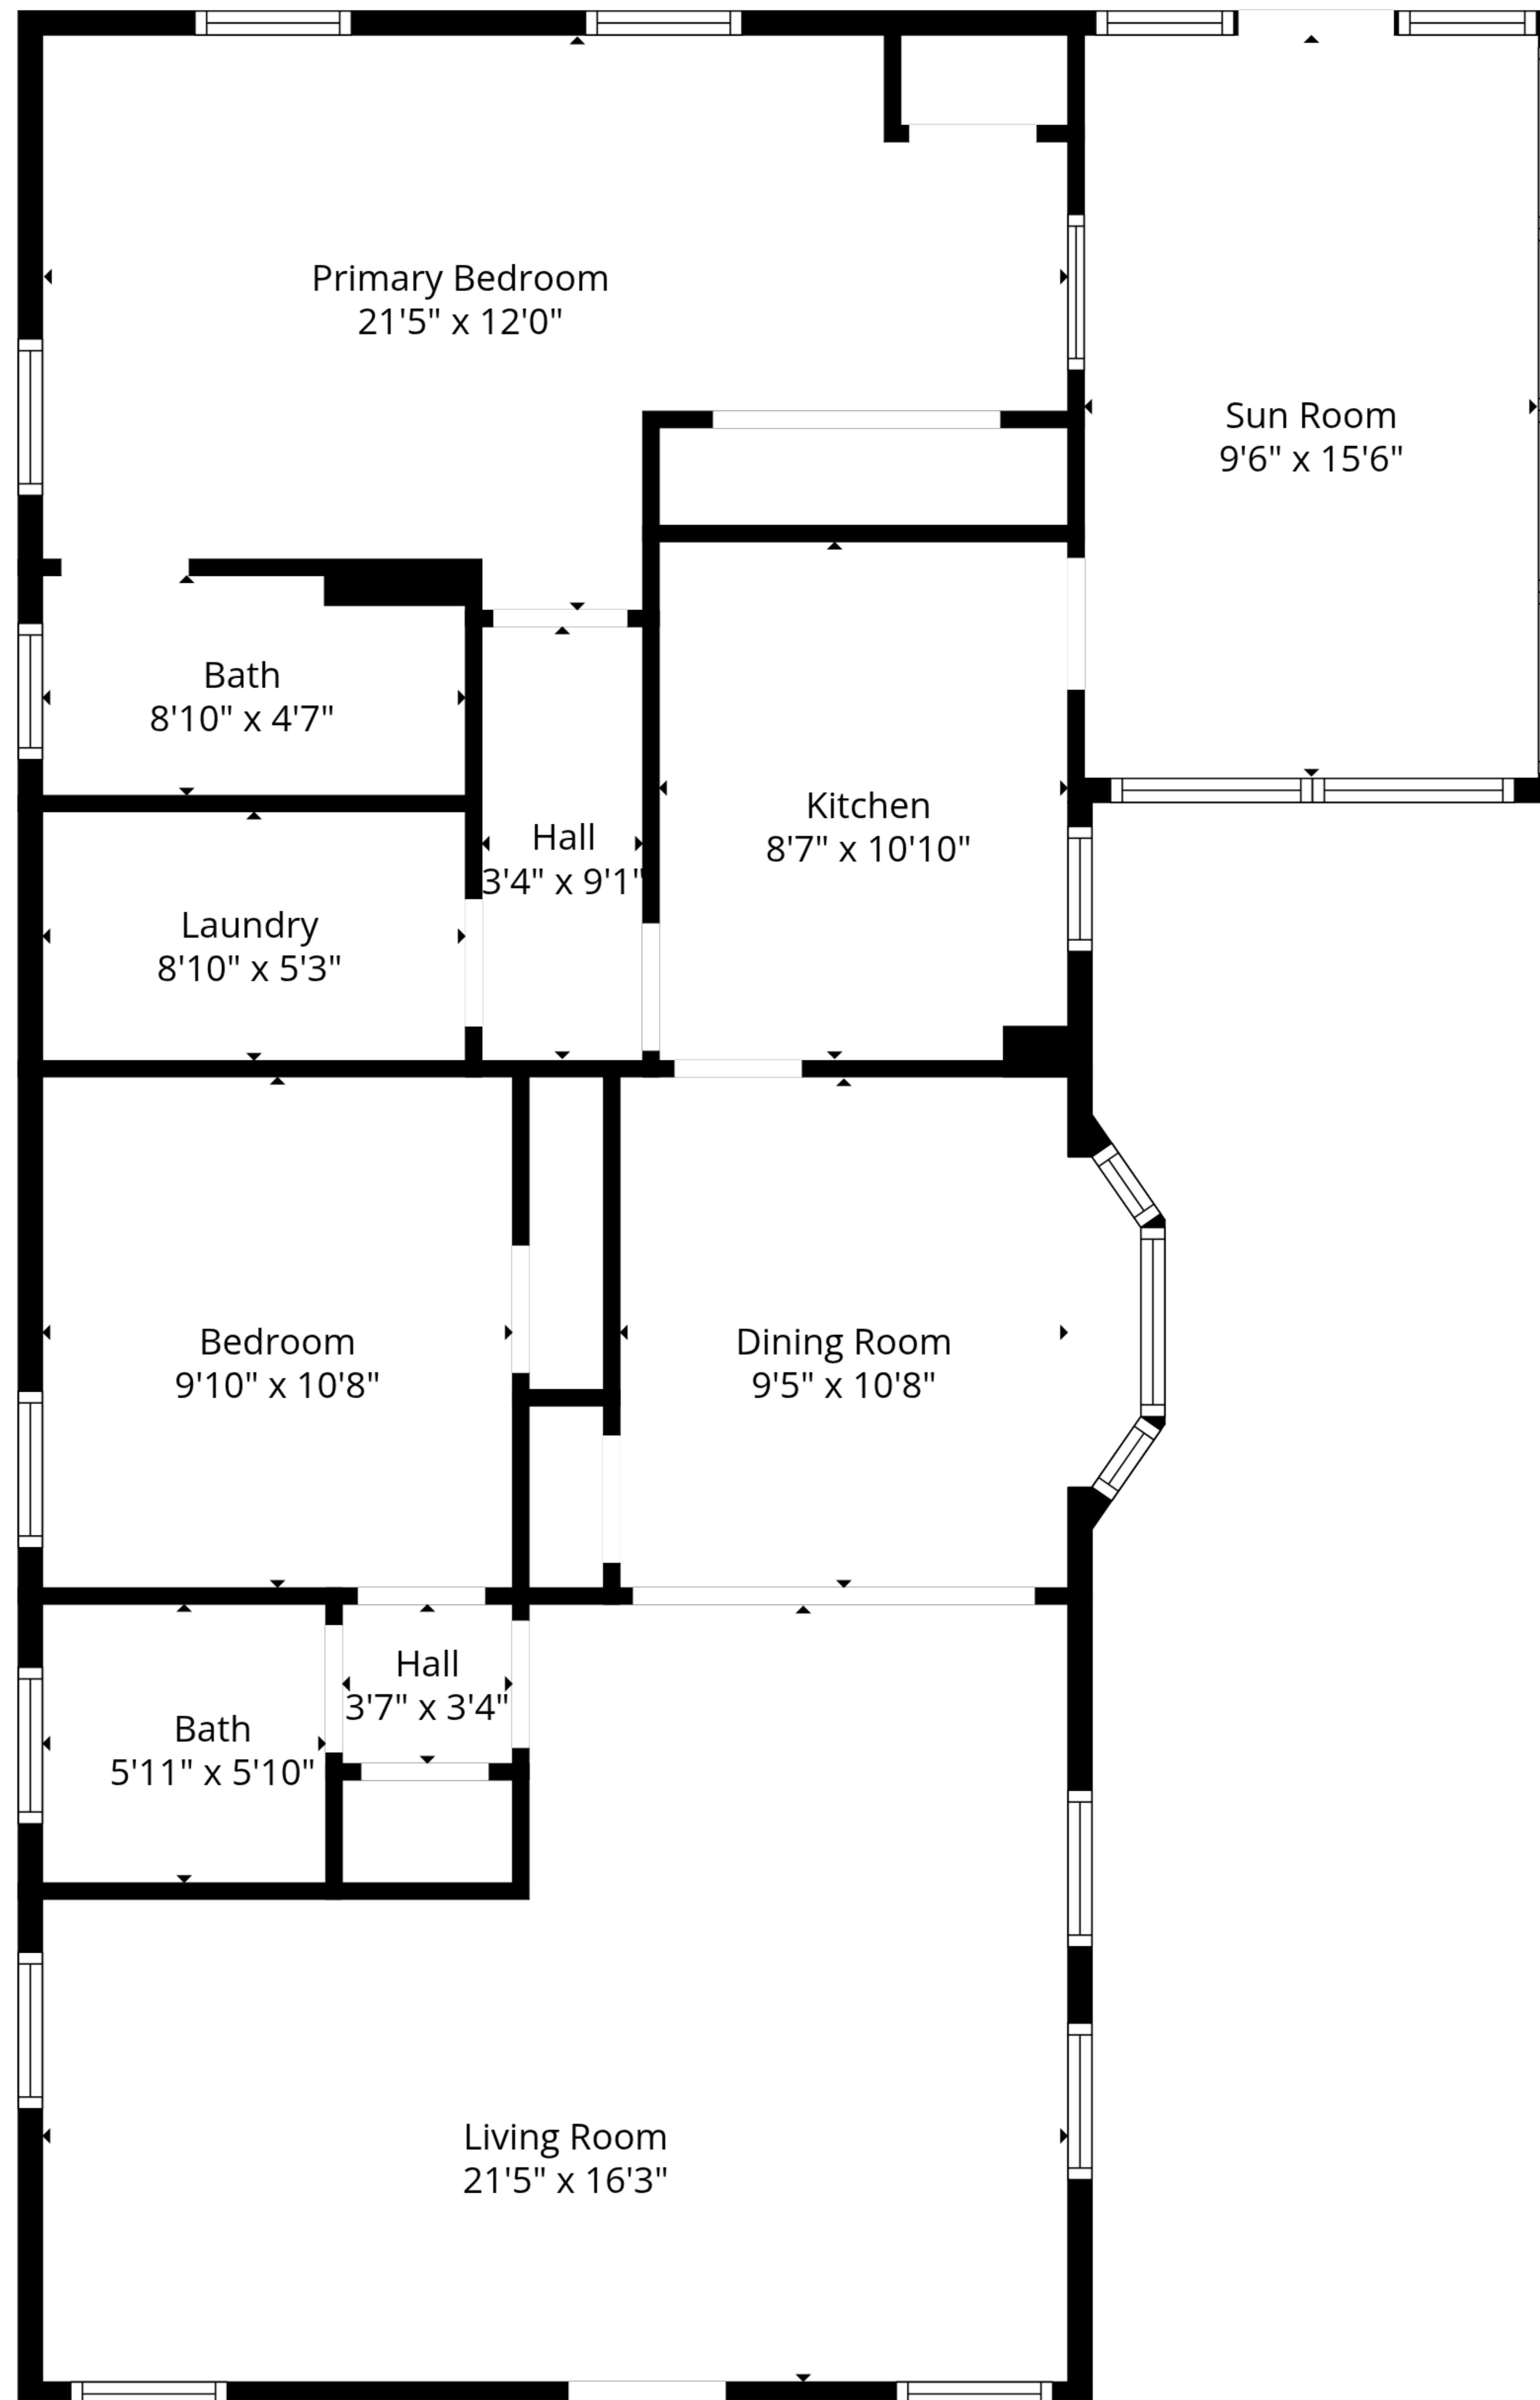 Primary Bedroom
21'5" x 12'0"
Sun Room
9'6" x 15'6"
Bath
8'10" x 4'7"
Kitchen
8'7" x 10'10"
Hall
3'4" x 9'1"
Laundry
8'10" x 5'3"
Bedroom
9'10" x 10'8"
Dining Room
9'5" x 10'8"
Hall
3'7" x 3'4"
Bath
5'11" x 5'10"
Living Room
21'5" x 16'3"